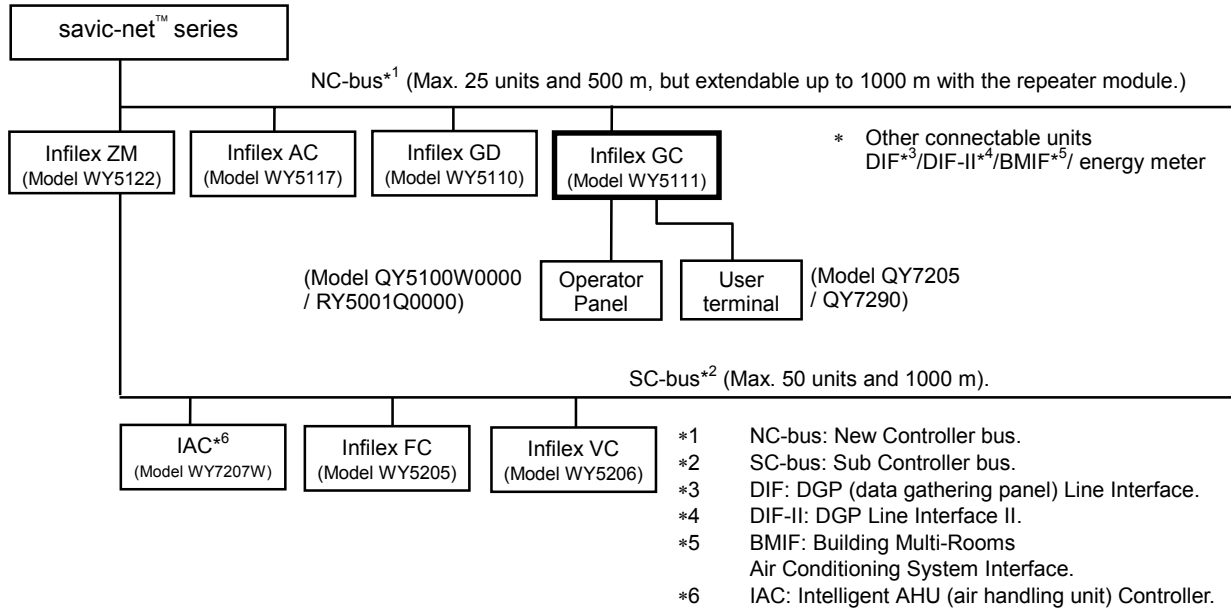 savic-net™ series
NC-bus*1 (Max. 25 units and 500 m, but extendable up to 1000 m with the repeater module.)
Infilex ZM
(Model WY5122)
Infilex AC
(Model WY5117)
Infilex GD
(Model WY5110)
Infilex GC
(Model WY5111)
* Other connectable units
DIF*3/DIF-II*4/BMIF*5/ energy meter
(Model QY5100W0000
/ RY5001Q0000)
Operator
Panel
User
terminal
(Model QY7205
/ QY7290)
SC-bus*2 (Max. 50 units and 1000 m).
IAC*6
(Model WY7207W)
Infilex FC
(Model WY5205)
Infilex VC
(Model WY5206)
*1 NC-bus: New Controller bus.
*2 SC-bus: Sub Controller bus.
*3 DIF: DGP (data gathering panel) Line Interface.
*4 DIF-II: DGP Line Interface II.
*5 BMIF: Building Multi-Rooms
Air Conditioning System Interface.
*6 IAC: Intelligent AHU (air handling unit) Controller.